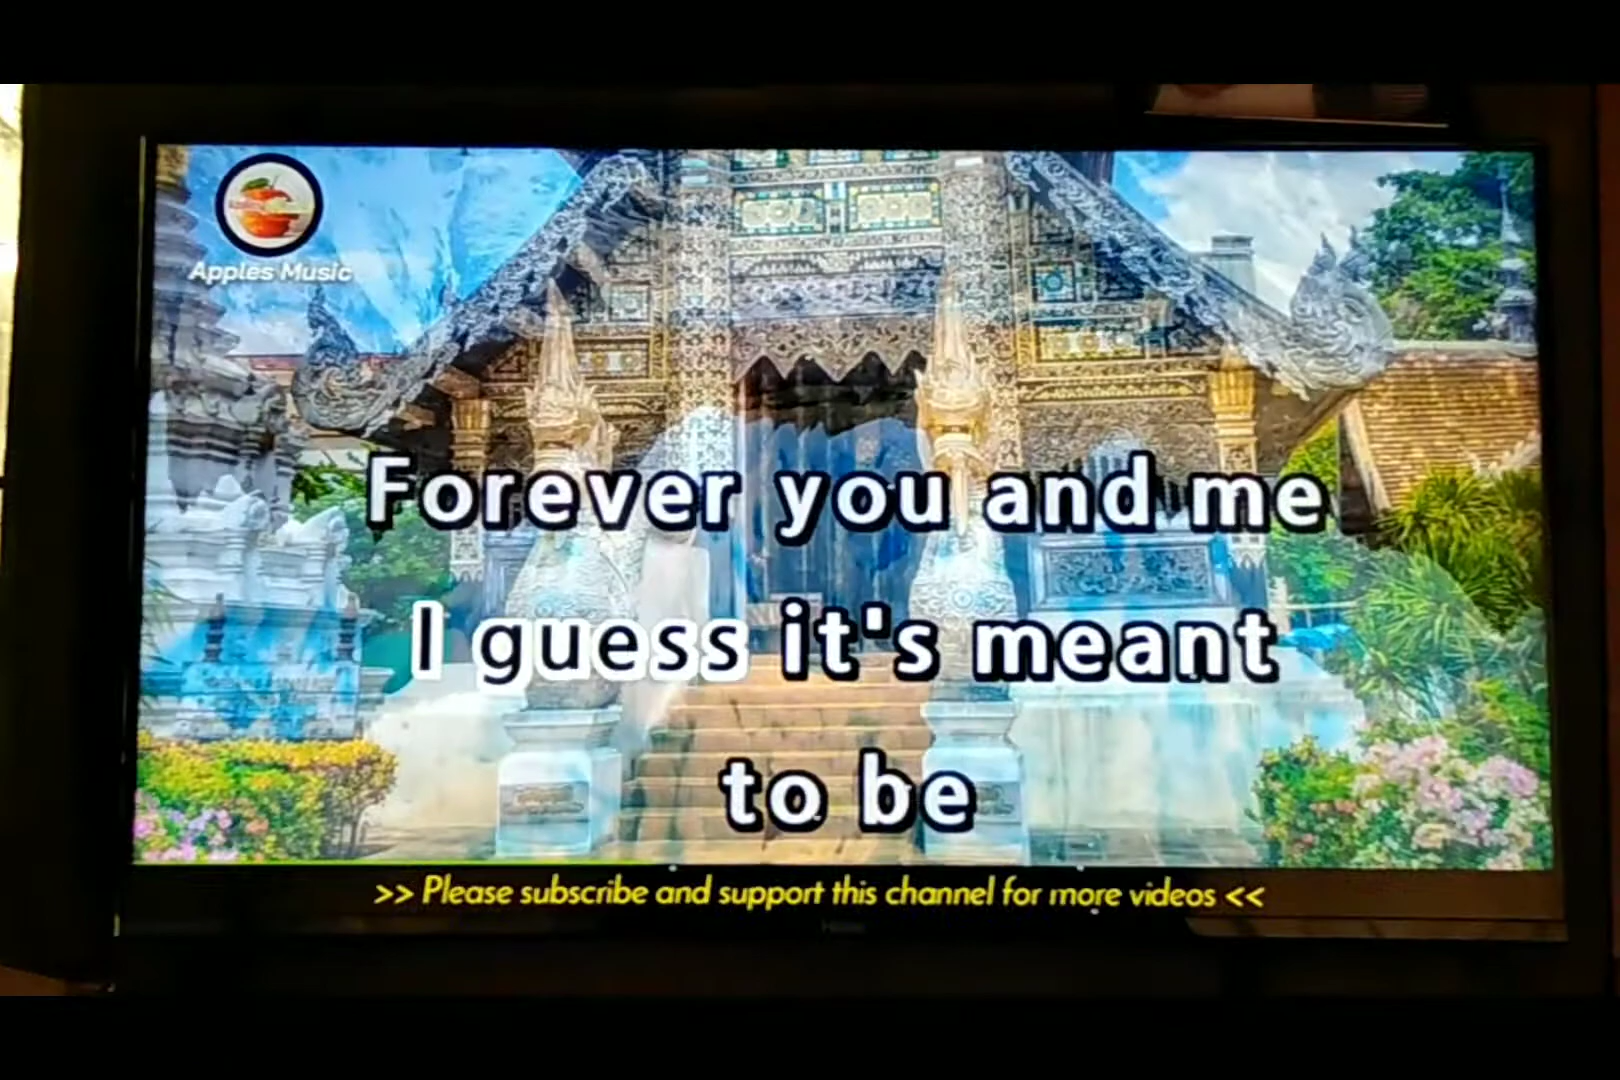 Apples Music
Forever you and me
I guess it's meant
to be
>> Please subscribe and support this channel for more videos <<